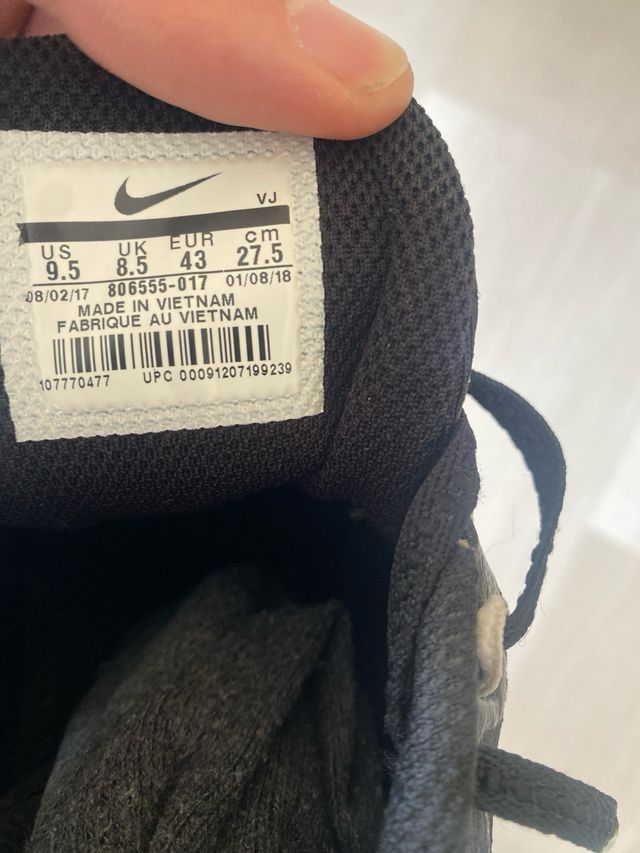 VJ
US UK EUR cm
9.5 8.5 43 27.5
08/02/17 806555-017 01/08/18
MADE IN VIETNAM
FABRIQUE AU VIETNAM
107770477 UPC 00091207199239